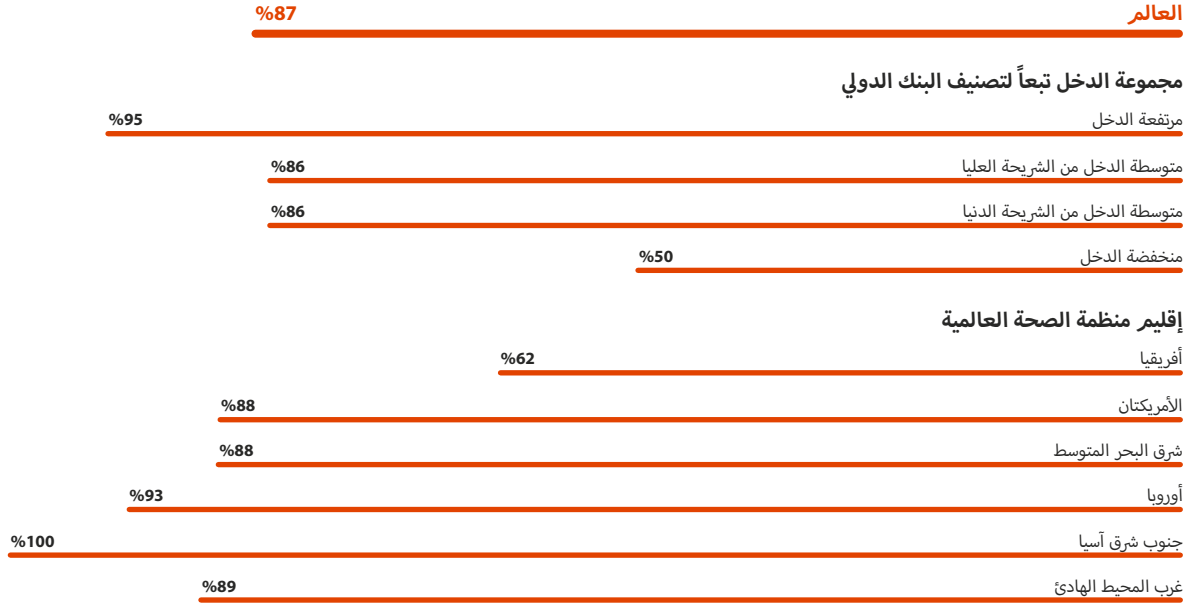 العالم %87
مجموعة الدخل تبعاً لتصنيف البنك الدولي
مرتفعة الدخل %95
متوسطة الدخل من الشريحة العليا %86
متوسطة الدخل من الشريحة الدنيا %86
منخفضة الدخل %50
إقليم منظمة الصحة العالمية
أفريقيا %62
الأمريكتان %88
شرق البحر المتوسط %88
أوروبا %93
جنوب شرق آسيا %100
غرب المحيط الهادئ %89